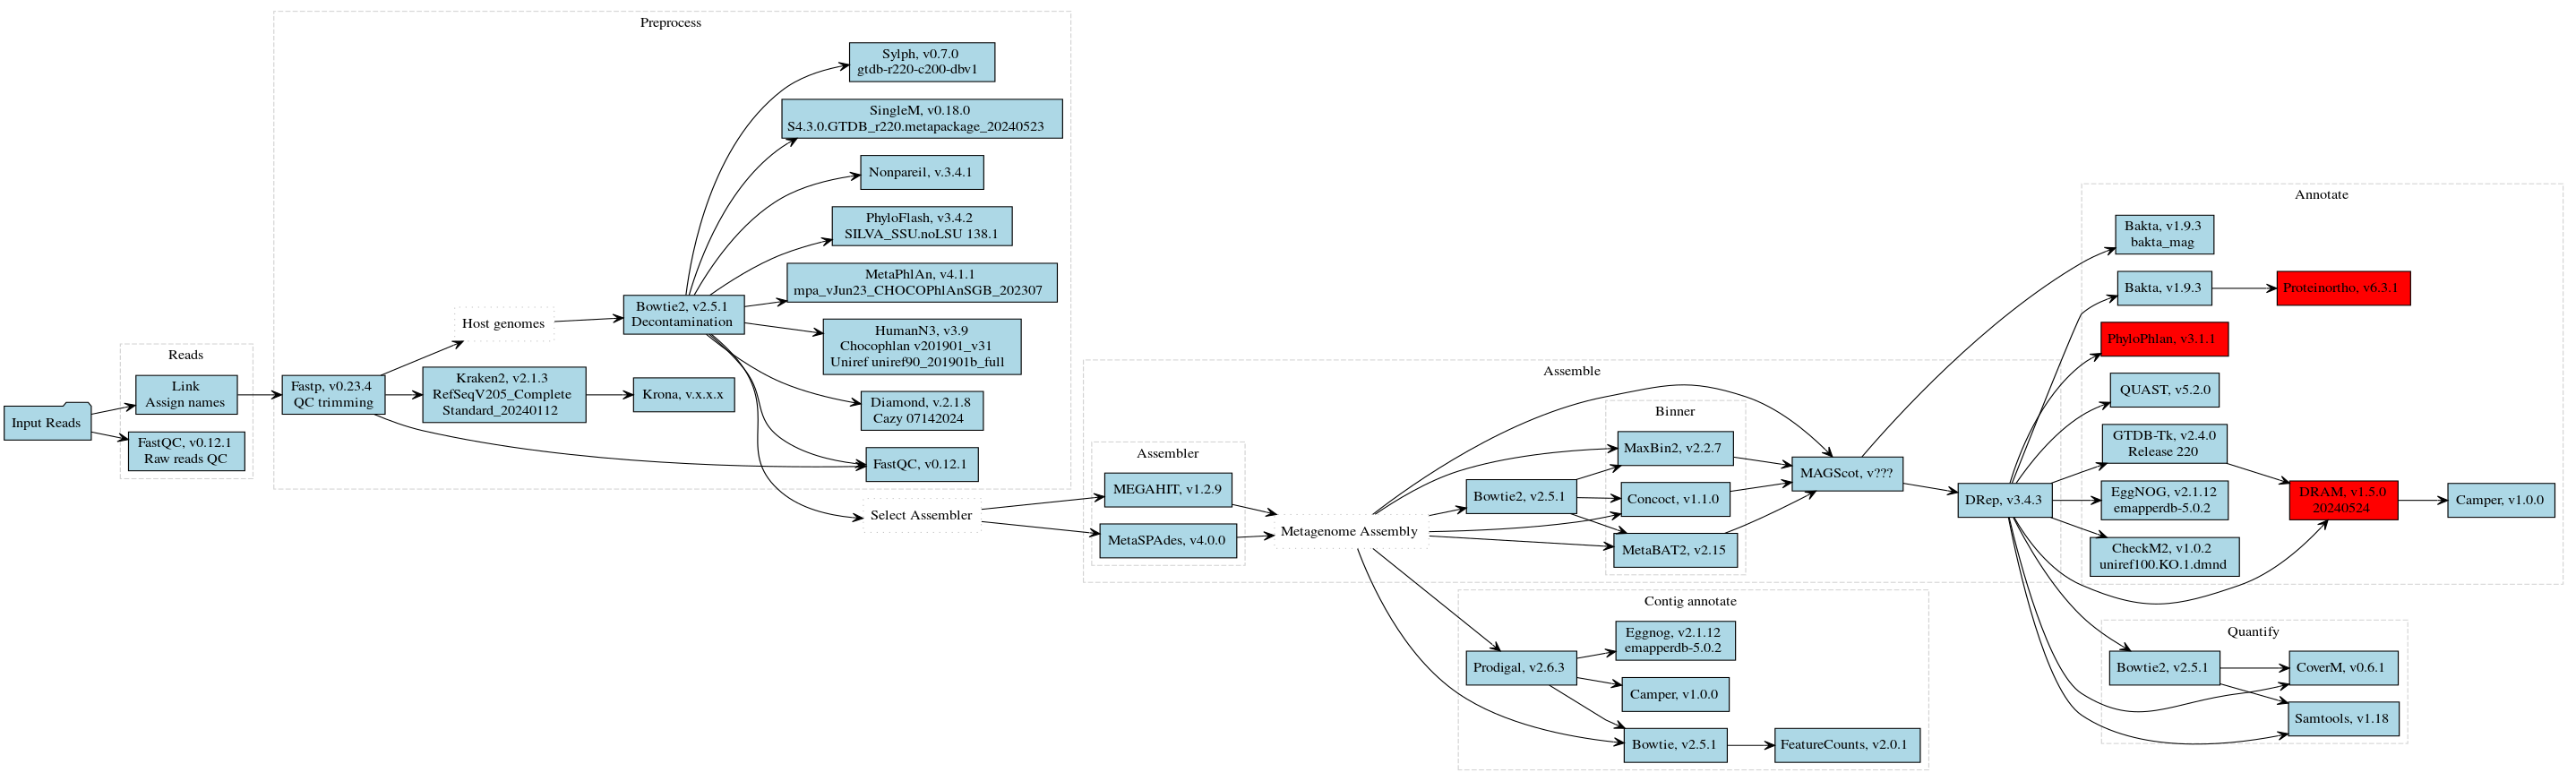 Input Reads
Reads
Link
Assign names
FastQC, v0.12.1
Raw reads QC
Preprocess
Fastp, v0.23.4
QC trimming
Host genomes
Kraken2, v2.1.3
RefSeqV205_Complete
Standard_20240112
Krona, v.x.x.x
Bowtie2, v2.5.1
Decontamination
Sylph, v0.7.0
gtdb-r220-c200-dbv1
SingleM, v0.18.0
S4.3.0.GTDB_r220.metapackage_20240523
Nonpareil, v.3.4.1
PhyloFlash, v3.4.2
SILVA_SSU.noLSU 138.1
MetaPhlAn, v4.1.1
mpa_vJun23_CHOCOPhlAnSGB_202307
HumanN3, v3.9
Chocophlan v201901_v31
Uniref uniref90_201901b_full
Diamond, v.2.1.8
Cazy 07142024
FastQC, v0.12.1
Select Assembler
Assemble
Assembler
MEGAHIT, v1.2.9
MetaSPAdes, v4.0.0
Metagenome Assembly
Bowtie2, v2.5.1
Binner
MaxBin2, v2.2.7
Concoct, v1.1.0
MetaBAT2, v2.15
MAGScot, v???
DRep, v3.4.3
Contig annotate
Prodigal, v2.6.3
Eggnog, v2.1.12
emapperdb-5.0.2
Camper, v1.0.0
Bowtie, v2.5.1
FeatureCounts, v2.0.1
Annotate
Bakta, v1.9.3
bakta_mag
Bakta, v1.9.3
Proteinortho, v6.3.1
PhyloPhlan, v3.1.1
QUAST, v5.2.0
GTDB-Tk, v2.4.0
Release 220
EggNOG, v2.1.12
emapperdb-5.0.2
CheckM2, v1.0.2
uniref100.KO.1.dmnd
DRAM, v1.5.0
20240524
Camper, v1.0.0
Quantify
Bowtie2, v2.5.1
CoverM, v0.6.1
Samtools, v1.18